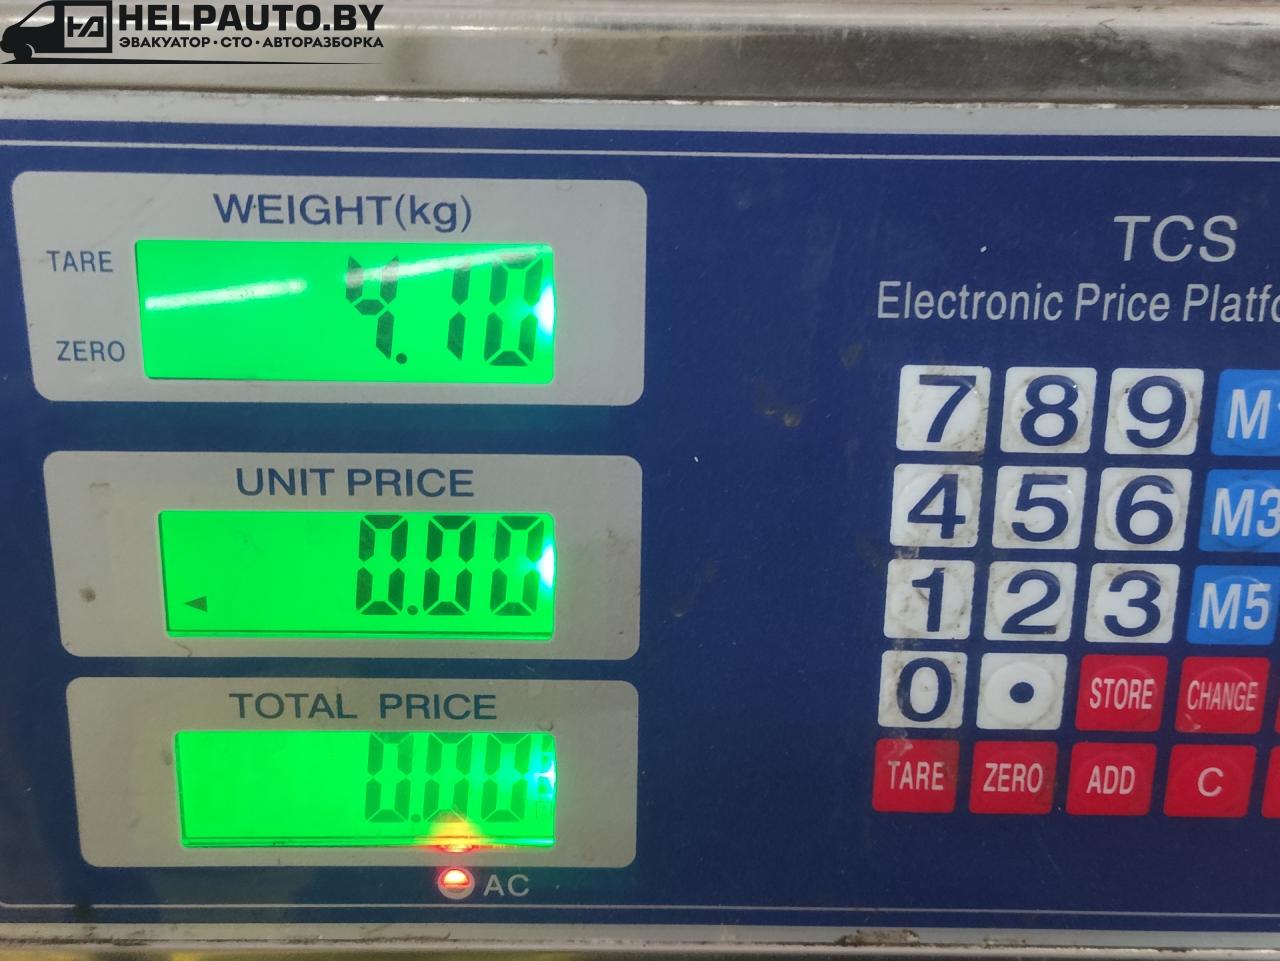 HELPAUTO.BY
ЭВАКУАТОР · СТО · АВТОРАЗБОРКА
WEIGHT(kg)
TARE
4.10
ZERO
UNIT PRICE
0.00
TOTAL PRICE
0.00
AC
TCS
Electronic Price
7 8 9
4 5 6 M3
1 2 3 M5
0 • STORE CHANGE
TARE ZERO ADD C